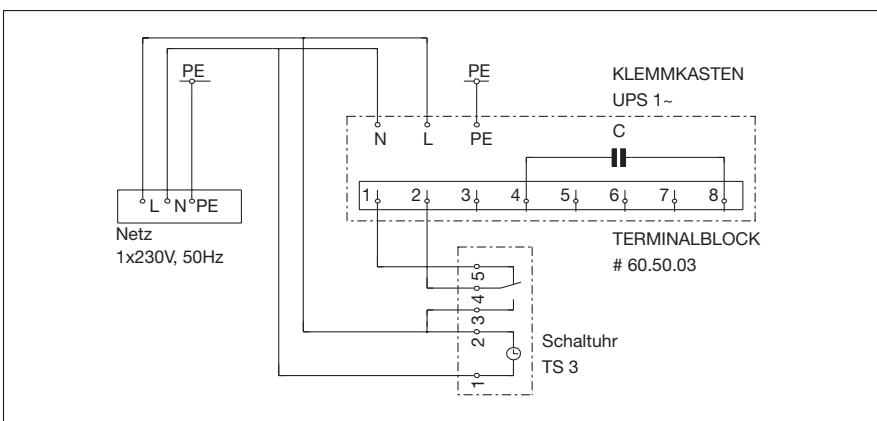 PE
PE
KLEMMKASTEN
UPS 1~
C
N L PE
1 2 3 4 5 6 7 8
L N PE
Netz
1x230V, 50Hz
TERMINALBLOCK
# 60.50.03
5
4
3
2
1
Schaltuhr
TS 3